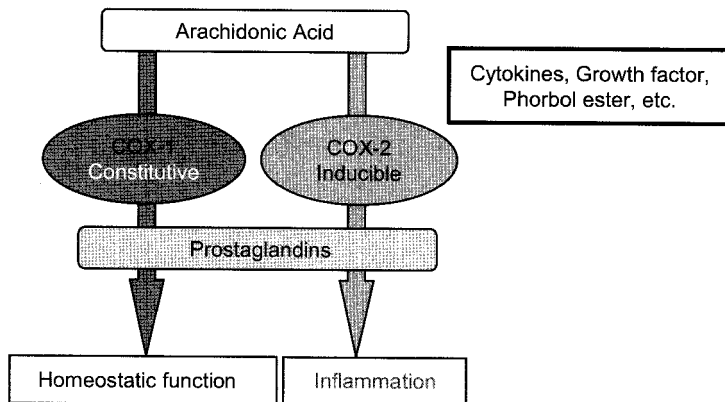 Arachidonic Acid
Cytokines, Growth factor,
Phorbol ester, etc.
COX-1
Constitutive
COX-2
Inducible
Prostaglandins
Homeostatic function
Inflammation